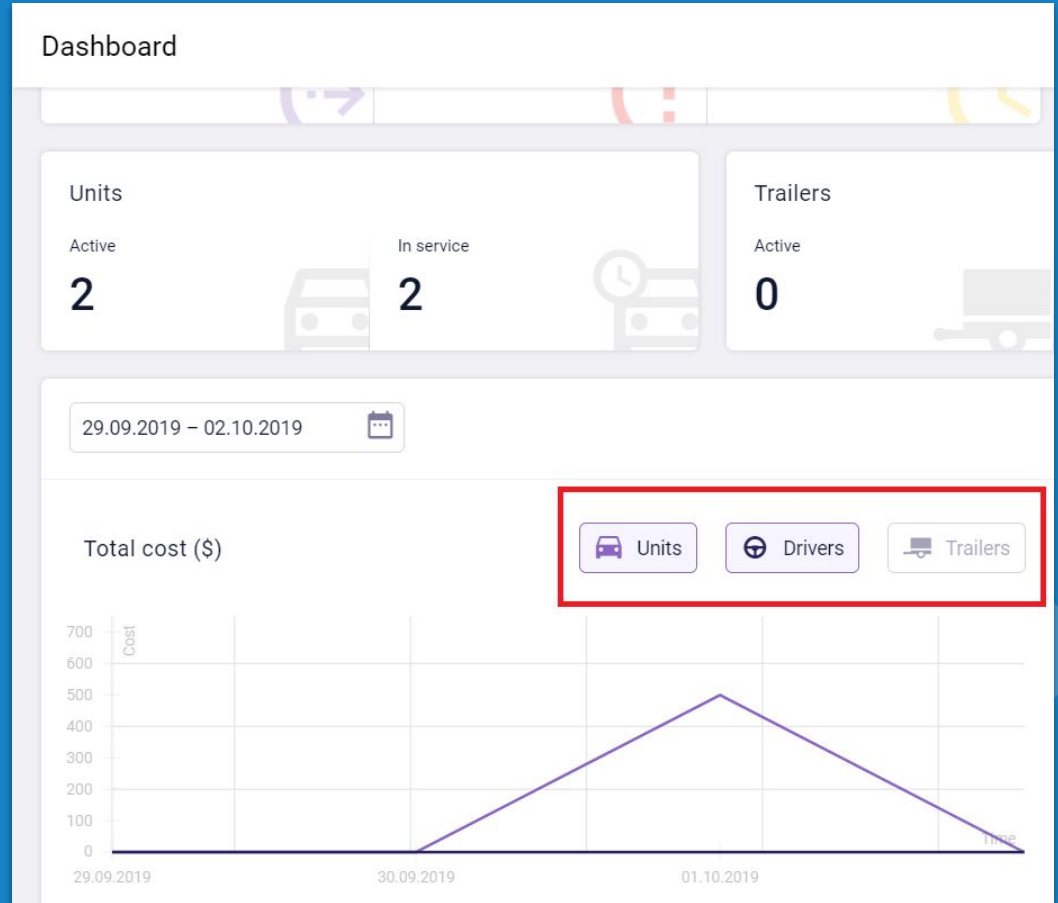 Dashboard
Units
Active
2
In service
2
Trailers
Active
0
29.09.2019 – 02.10.2019
Total cost ($)
Units
Drivers
Trailers
Cost
700
600
500
400
300
200
100
0
Time
29.09.2019
30.09.2019
01.10.2019